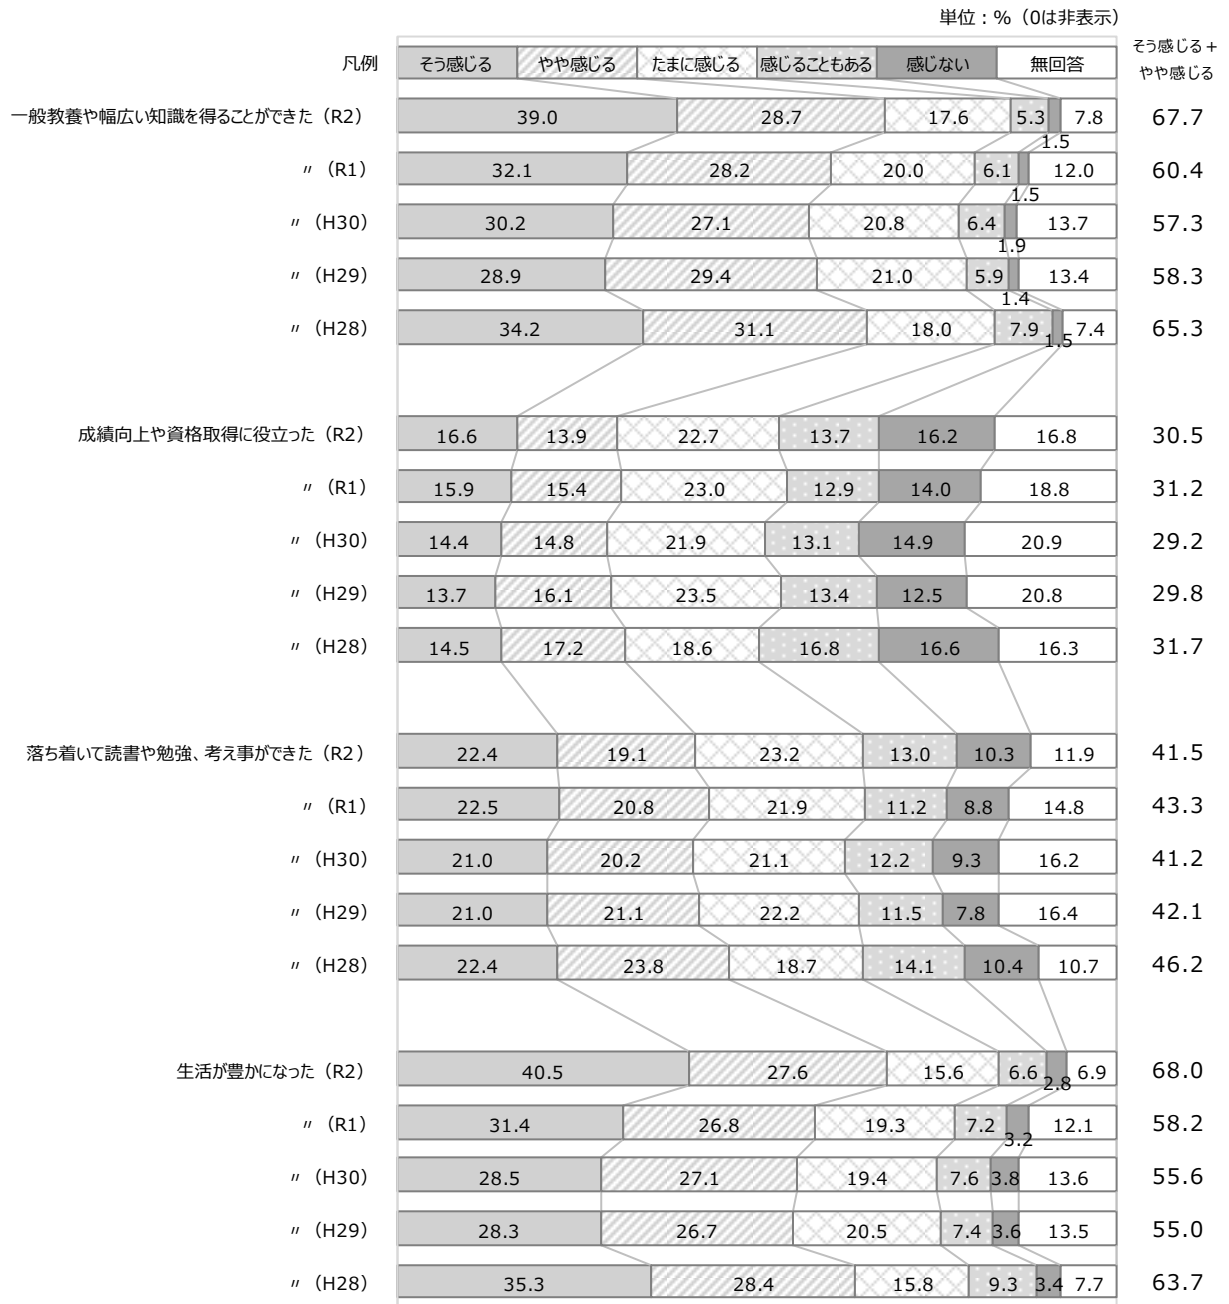 単位：%（0は非表示）
凡例 そう感じる やや感じる たまに感じる 感じることもある 感じない 無回答 そう感じる＋
やや感じる
一般教養や幅広い知識を得ることができた（R2） 39.0 28.7 17.6 5.3 1.5 7.8 67.7
〃（R1） 32.1 28.2 20.0 6.1 1.5 12.0 60.4
〃（H30） 30.2 27.1 20.8 6.4 1.9 13.7 57.3
〃（H29） 28.9 29.4 21.0 5.9 1.4 13.4 58.3
〃（H28） 34.2 31.1 18.0 7.9 1.5 7.4 65.3
成績向上や資格取得に役立った（R2） 16.6 13.9 22.7 13.7 16.2 16.8 30.5
〃（R1） 15.9 15.4 23.0 12.9 14.0 18.8 31.2
〃（H30） 14.4 14.8 21.9 13.1 14.9 20.9 29.2
〃（H29） 13.7 16.1 23.5 13.4 12.5 20.8 29.8
〃（H28） 14.5 17.2 18.6 16.8 16.6 16.3 31.7
落ち着いて読書や勉強、考え事ができた（R2） 22.4 19.1 23.2 13.0 10.3 11.9 41.5
〃（R1） 22.5 20.8 21.9 11.2 8.8 14.8 43.3
〃（H30） 21.0 20.2 21.1 12.2 9.3 16.2 41.2
〃（H29） 21.0 21.1 22.2 11.5 7.8 16.4 42.1
〃（H28） 22.4 23.8 18.7 14.1 10.4 10.7 46.2
生活が豊かになった（R2） 40.5 27.6 15.6 6.6 2.8 6.9 68.0
〃（R1） 31.4 26.8 19.3 7.2 3.2 12.1 58.2
〃（H30） 28.5 27.1 19.4 7.6 3.8 13.6 55.6
〃（H29） 28.3 26.7 20.5 7.4 3.6 13.5 55.0
〃（H28） 35.3 28.4 15.8 9.3 3.4 7.7 63.7